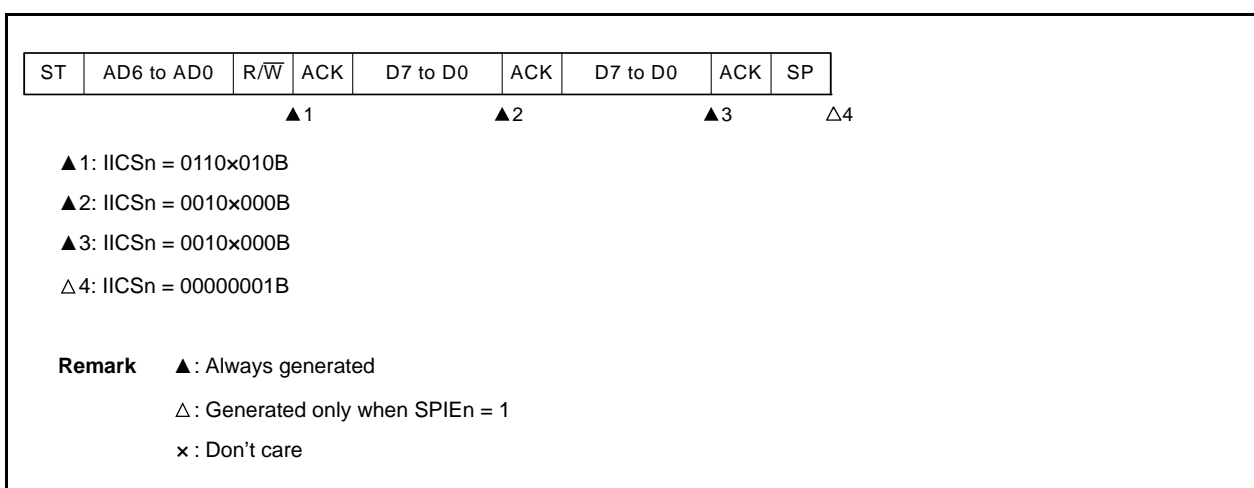 ST AD6 to AD0 R/W̅ ACK D7 to D0 ACK D7 to D0 ACK SP
▲1 ▲2 ▲3 △4
▲1: IICSn = 0110×010B
▲2: IICSn = 0010×000B
▲3: IICSn = 0010×000B
△4: IICSn = 00000001B
Remark ▲: Always generated
△: Generated only when SPIEn = 1
×: Don't care